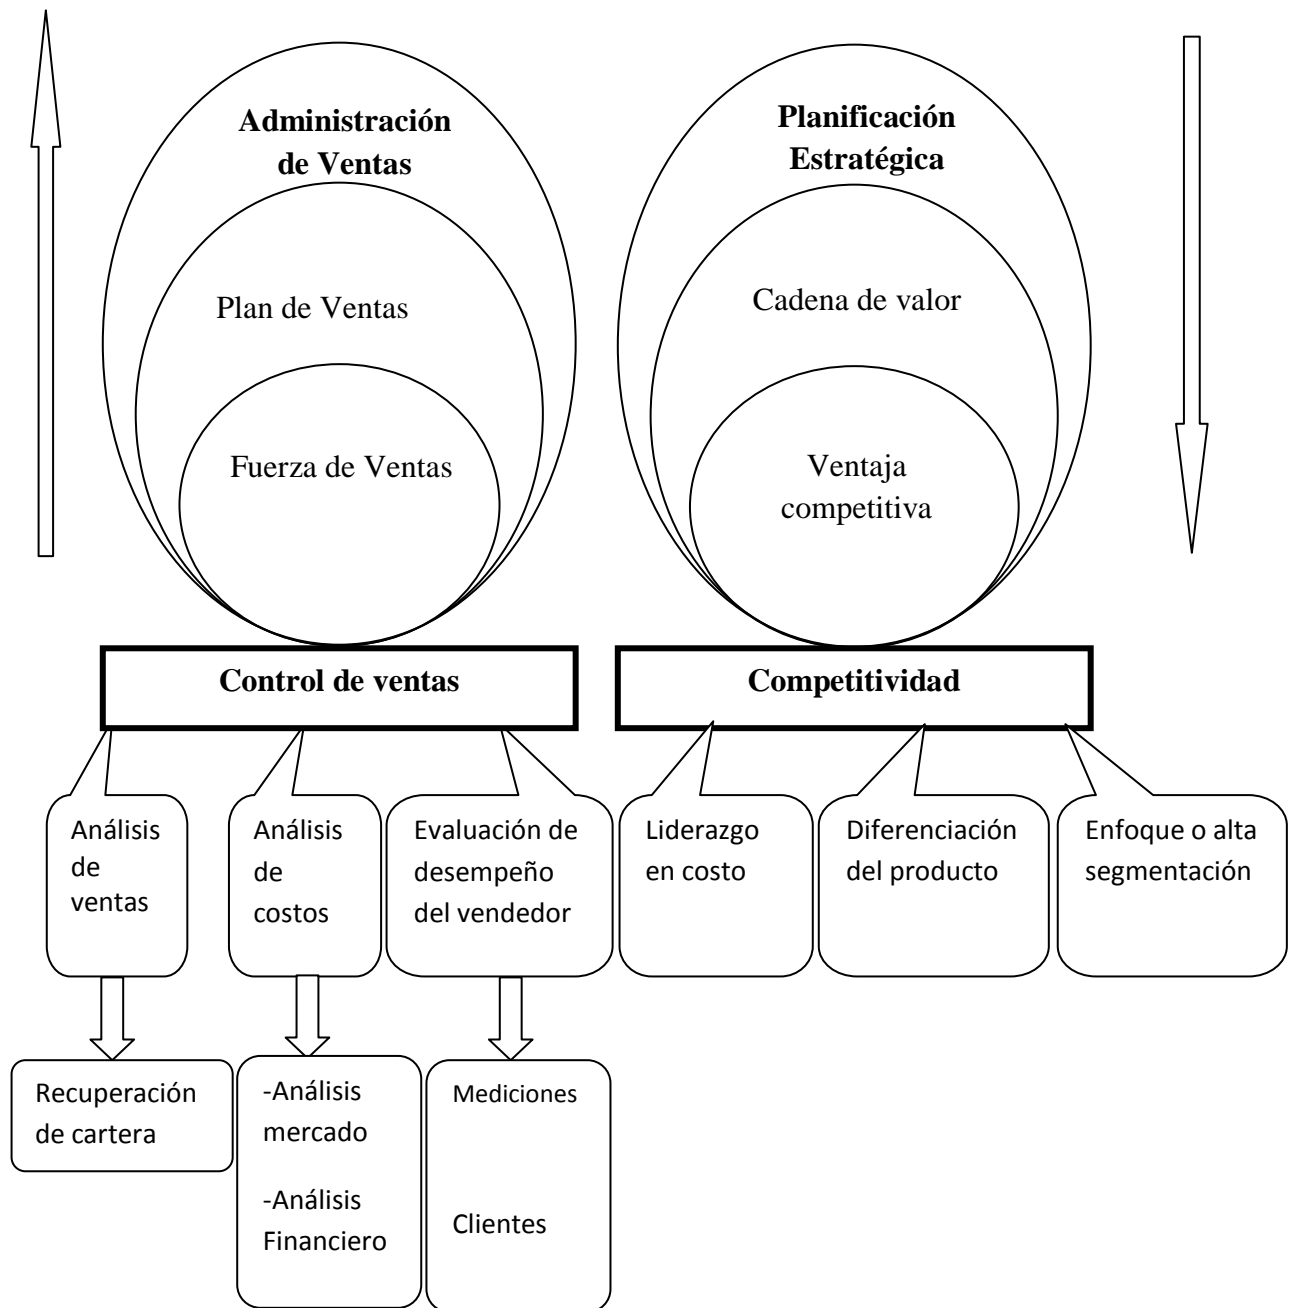 Administración
de Ventas
Plan de Ventas
Fuerza de Ventas
Planificación
Estratégica
Cadena de valor
Ventaja
competitiva
Control de ventas
Competitividad
Análisis
de
ventas
Análisis
de
costos
Evaluación de
desempeño
del vendedor
Liderazgo
en costo
Diferenciación
del producto
Enfoque o alta
segmentación
Recuperación
de cartera
-Análisis
mercado
-Análisis
Financiero
Mediciones
Clientes